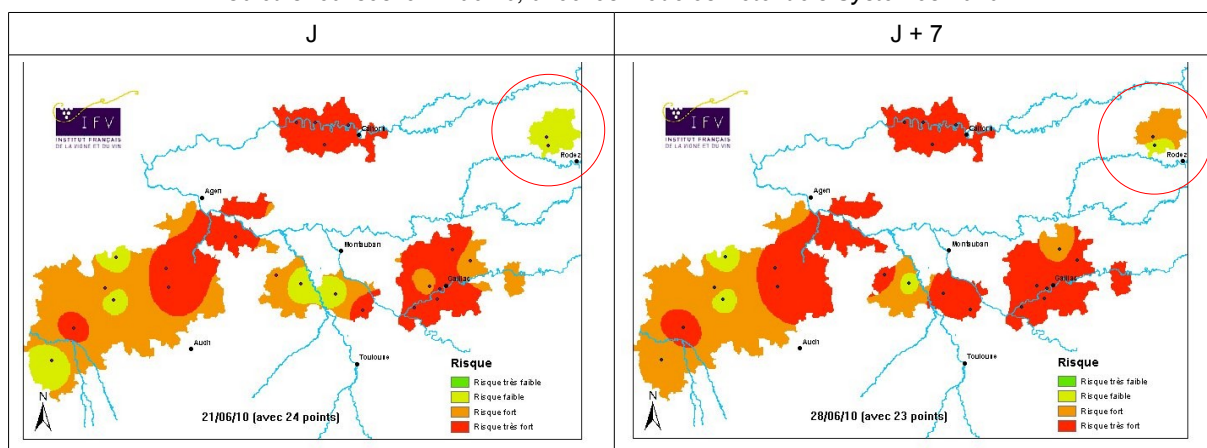 J
J + 7
IFV
INSTITUT FRANÇAIS
DE LA VIGNE ET DU VIN
Cahors
Rodez
Agen
Montauban
Gaillac
Auch
Toulouse
N
21/06/10 (avec 24 points)
Risque
Risque très faible
Risque faible
Risque fort
Risque très fort
IFV
INSTITUT FRANÇAIS
DE LA VIGNE ET DU VIN
Cahors
Rodez
Agen
Montauban
Gaillac
Auch
Toulouse
N
28/06/10 (avec 23 points)
Risque
Risque très faible
Risque faible
Risque fort
Risque très fort